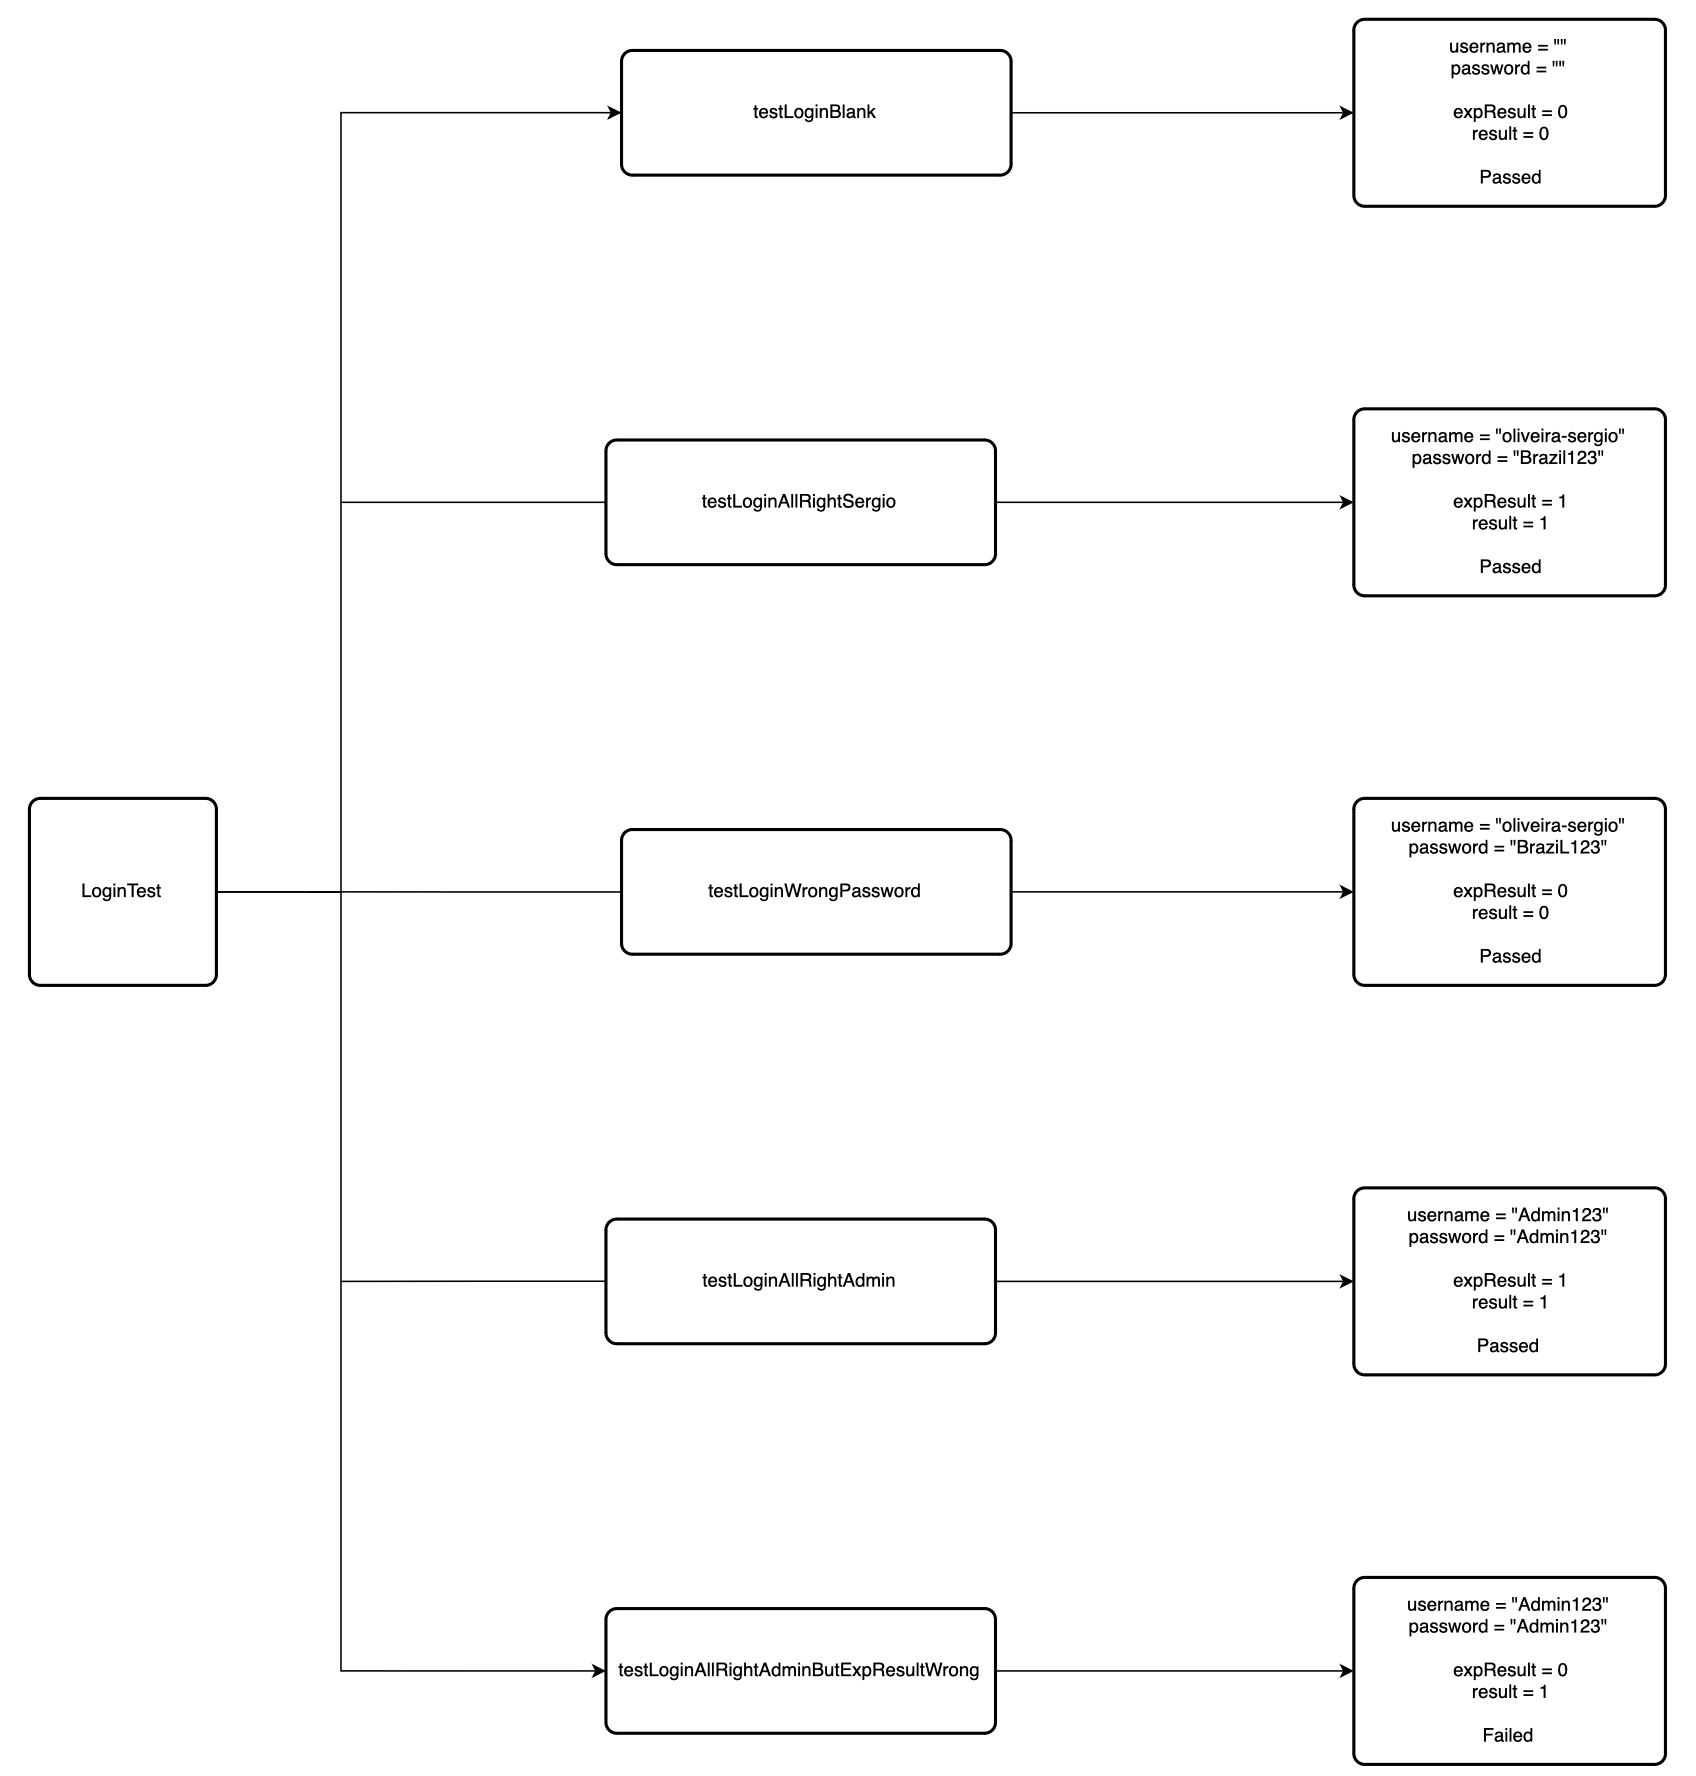 LoginTest
testLoginBlank
username = ""
password = ""
expResult = 0
result = 0
Passed
testLoginAllRightSergio
username = "oliveira-sergio"
password = "Brazil123"
expResult = 1
result = 1
Passed
testLoginWrongPassword
username = "oliveira-sergio"
password = "BraziL123"
expResult = 0
result = 0
Passed
testLoginAllRightAdmin
username = "Admin123"
password = "Admin123"
expResult = 1
result = 1
Passed
testLoginAllRightAdminButExpResultWrong
username = "Admin123"
password = "Admin123"
expResult = 0
result = 1
Failed